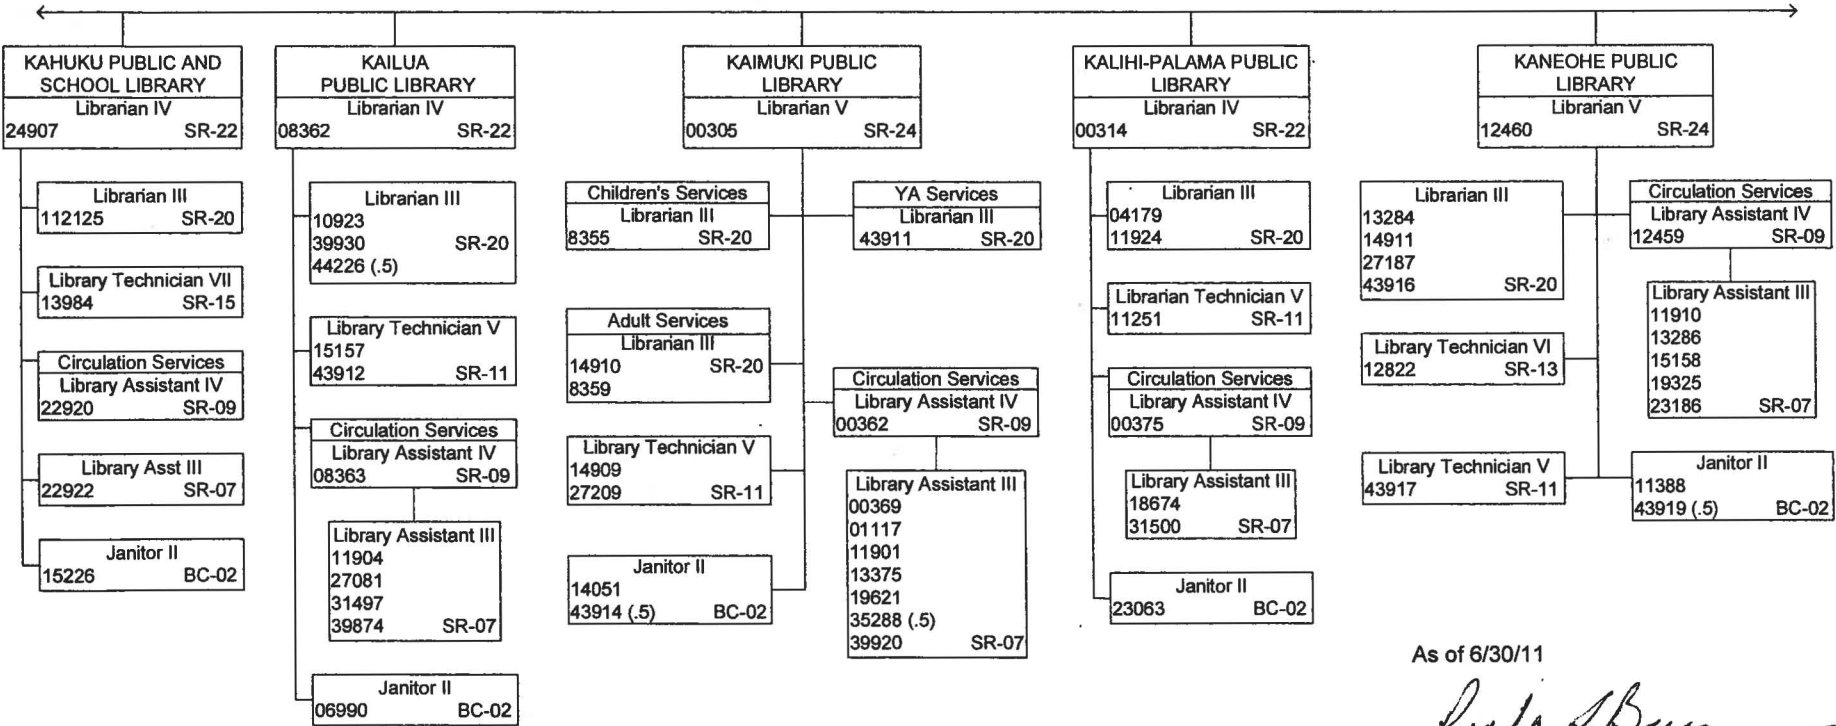 KAHUKU PUBLIC AND
SCHOOL LIBRARY
Librarian IV
24907 SR-22
Librarian III
112125 SR-20
Library Technician VII
13984 SR-15
Circulation Services
Library Assistant IV
22920 SR-09
Library Asst III
22922 SR-07
Janitor II
15226 BC-02
KAILUA
PUBLIC LIBRARY
Librarian IV
08362 SR-22
Librarian III
10923
39930 SR-20
44226 (.5)
Library Technician V
15157
43912 SR-11
Circulation Services
Library Assistant IV
08363 SR-09
Library Assistant III
11904
27081
31497
39874 SR-07
Janitor II
06990 BC-02
KAIMUKI PUBLIC
LIBRARY
Librarian V
00305 SR-24
Children's Services
Librarian III
8355 SR-20
YA Services
Librarian III
43911 SR-20
Adult Services
Librarian III
14910 SR-20
8359
Circulation Services
Library Assistant IV
00362 SR-09
Library Technician V
14909
27209 SR-11
Library Assistant III
00369
01117
11901
13375
19621
35288 (.5)
39920 SR-07
Janitor II
14051
43914 (.5) BC-02
KALIHI-PALAMA PUBLIC
LIBRARY
Librarian IV
00314 SR-22
Librarian III
04179
11924 SR-20
Librarian Technician V
11251 SR-11
Circulation Services
Library Assistant IV
00375 SR-09
Library Assistant III
18674
31500 SR-07
Janitor II
23063 BC-02
KANEOHE PUBLIC
LIBRARY
Librarian V
12460 SR-24
Librarian III
13284
14911
27187
43916 SR-20
Circulation Services
Library Assistant IV
12459 SR-09
Library Assistant III
11910
13286
15158
19325
23186 SR-07
Library Technician VI
12822 SR-13
Library Technician V
43917 SR-11
Janitor II
11388
43919 (.5) BC-02
As of 6/30/11